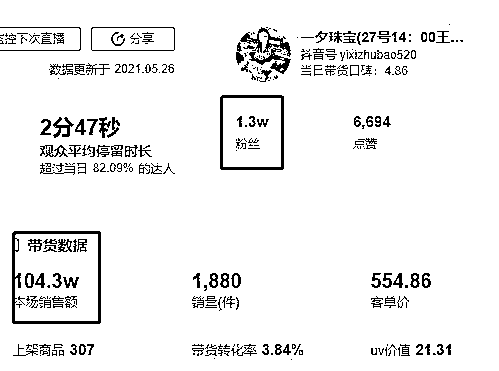 控下次直播 分享
数据更新于 2021.05.26
一夕珠宝(27号14：00王...
抖音号 yixizhubao520
当日带货口碑：4.86
2分47秒
观众平均停留时长
超过当日 82.09% 的达人
1.3w
粉丝
6,694
点赞
带货数据
104.3w
本场销售额
1,880
销量(件)
554.86
客单价
上架商品 307
带货转化率 3.84%
uv价值 21.31